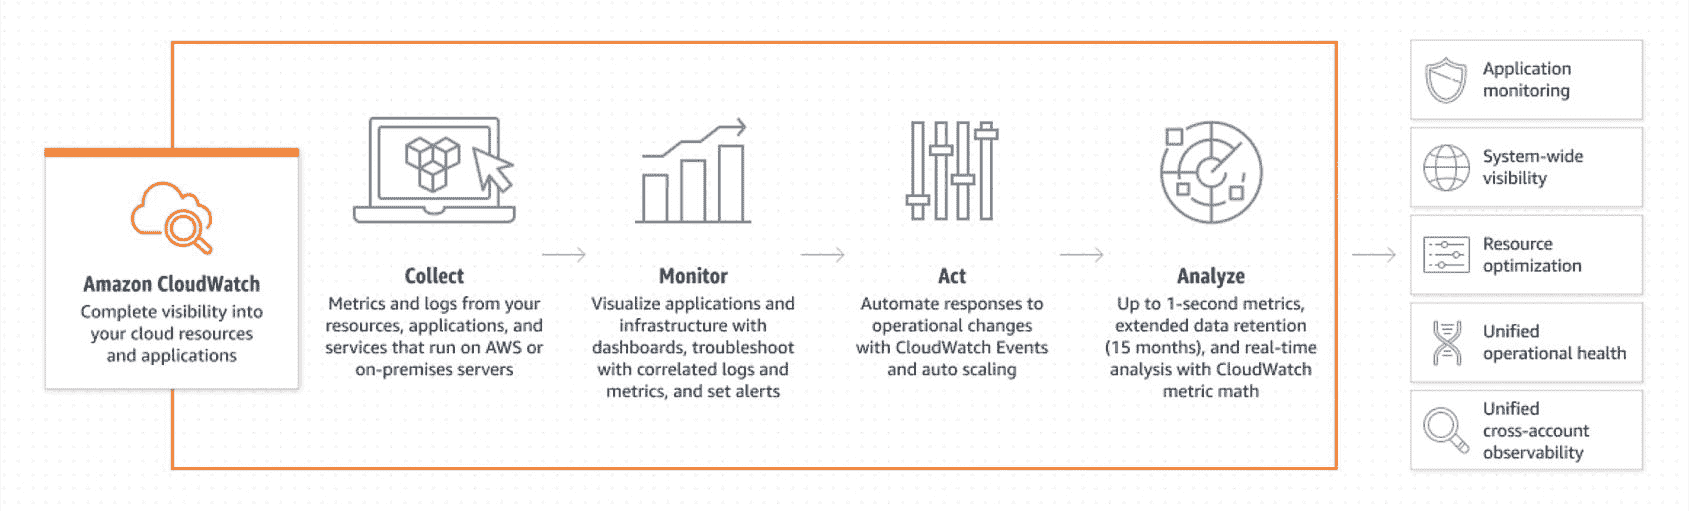 Amazon CloudWatch
Complete visibility into
your cloud resources
and applications
Collect
Metrics and logs from your
resources, applications, and
services that run on AWS or
on-premises servers
Monitor
Visualize applications and
infrastructure with
dashboards, troubleshoot
with correlated logs and
metrics, and set alerts
Act
Automate responses to
operational changes
with CloudWatch Events
and auto scaling
Analyze
Up to 1-second metrics,
extended data retention
(15 months), and real-time
analysis with CloudWatch
metric math
Application
monitoring
System-wide
visibility
Resource
optimization
Unified
operational health
Unified
cross-account
observability